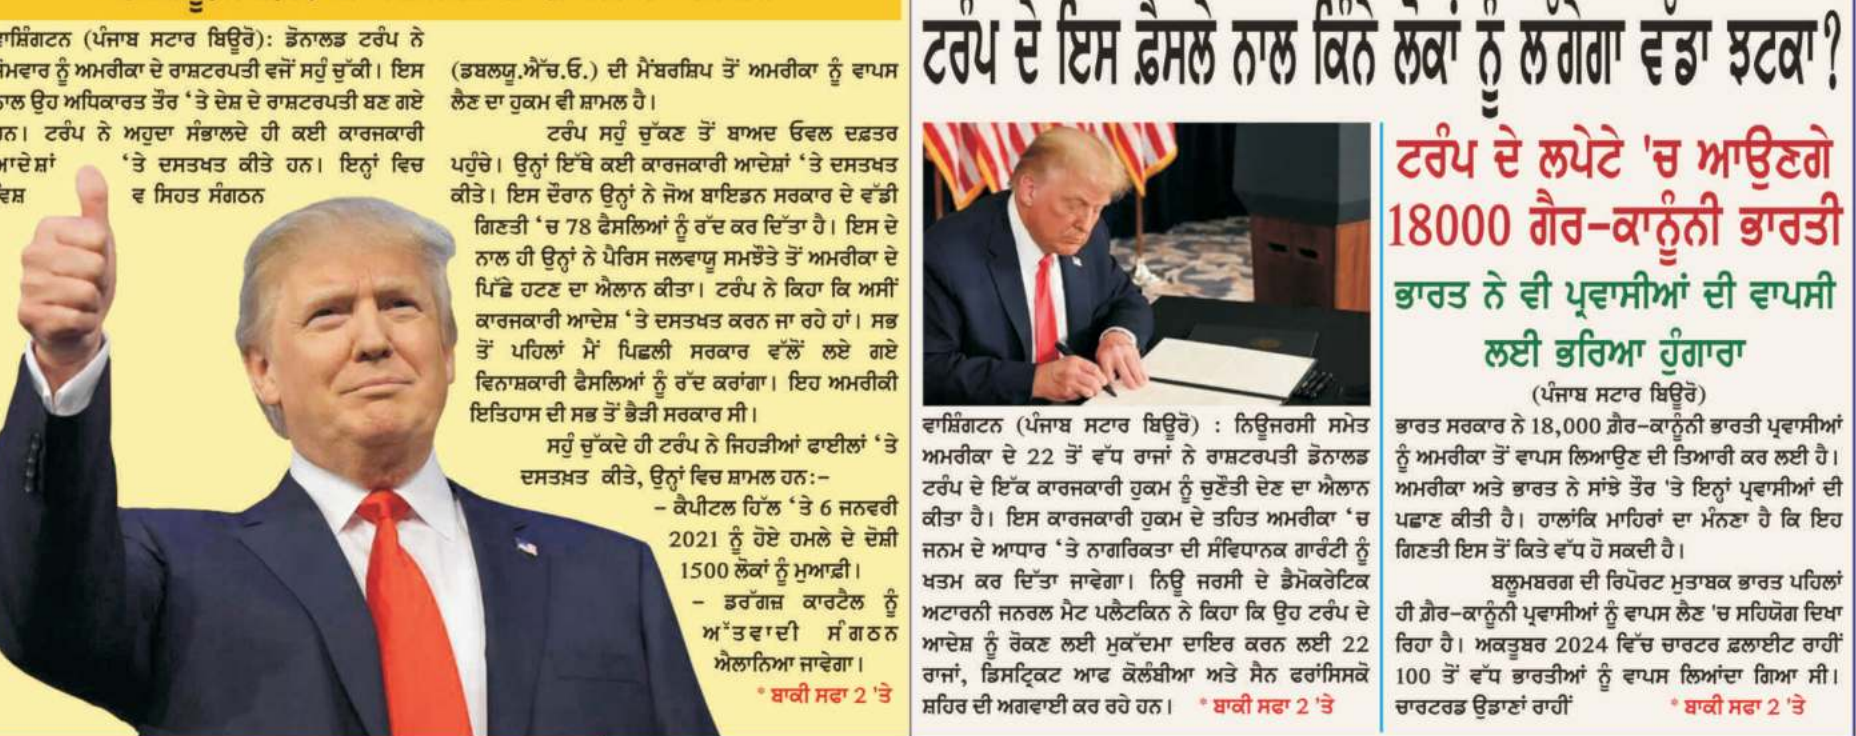 ਵਾਸ਼ਿੰਗਟਨ (ਪੰਜਾਬ ਸਟਾਰ ਬਿਊਰੋ): ਡੋਨਾਲਡ ਟਰੰਪ ਨੇ
ਸੋਮਵਾਰ ਨੂੰ ਅਮਰੀਕਾ ਦੇ ਰਾਸ਼ਟਰਪਤੀ ਵਜੋਂ ਸਹੁੰ ਚੁੱਕੀ। ਇਸ
ਨਾਲ ਉਹ ਅਧਿਕਾਰਤ ਤੌਰ 'ਤੇ ਦੇਸ਼ ਦੇ ਰਾਸ਼ਟਰਪਤੀ ਬਣ ਗਏ
ਹਨ। ਟਰੰਪ ਨੇ ਅਹੁਦਾ ਸੰਭਾਲਦੇ ਹੀ ਕਈ ਕਾਰਜਕਾਰੀ
ਆਦੇਸ਼ਾਂ 'ਤੇ ਦਸਤਖਤ ਕੀਤੇ ਹਨ। ਇਨ੍ਹਾਂ ਵਿਚ
ਵਿਸ਼ ਵ ਸਿਹਤ ਸੰਗਠਨ
(ਡਬਲਯੂ.ਐੱਚ.ਓ.) ਦੀ ਮੈਂਬਰਸ਼ਿਪ ਤੋਂ ਅਮਰੀਕਾ ਨੂੰ ਵਾਪਸ
ਲੈਣ ਦਾ ਹੁਕਮ ਵੀ ਸ਼ਾਮਲ ਹੈ।
ਟਰੰਪ ਸਹੁੰ ਚੁੱਕਣ ਤੋਂ ਬਾਅਦ ਓਵਲ ਦਫ਼ਤਰ
ਪਹੁੰਚੇ। ਉਨ੍ਹਾਂ ਇੱਥੇ ਕਈ ਕਾਰਜਕਾਰੀ ਆਦੇਸ਼ਾਂ 'ਤੇ ਦਸਤਖਤ
ਕੀਤੇ। ਇਸ ਦੌਰਾਨ ਉਨ੍ਹਾਂ ਨੇ ਜੋਅ ਬਾਇਡਨ ਸਰਕਾਰ ਦੇ ਵੱਡੀ
ਗਿਣਤੀ 'ਚ 78 ਫੈਸਲਿਆਂ ਨੂੰ ਰੱਦ ਕਰ ਦਿੱਤਾ ਹੈ। ਇਸ ਦੇ
ਨਾਲ ਹੀ ਉਨ੍ਹਾਂ ਨੇ ਪੈਰਿਸ ਜਲਵਾਯੂ ਸਮਝੌਤੇ ਤੋਂ ਅਮਰੀਕਾ ਦੇ
ਪਿੱਛੇ ਹਟਣ ਦਾ ਐਲਾਨ ਕੀਤਾ। ਟਰੰਪ ਨੇ ਕਿਹਾ ਕਿ ਅਸੀਂ
ਕਾਰਜਕਾਰੀ ਆਦੇਸ਼ 'ਤੇ ਦਸਤਖਤ ਕਰਨ ਜਾ ਰਹੇ ਹਾਂ। ਸਭ
ਤੋਂ ਪਹਿਲਾਂ ਮੈਂ ਪਿਛਲੀ ਸਰਕਾਰ ਵੱਲੋਂ ਲਏ ਗਏ
ਵਿਨਾਸ਼ਕਾਰੀ ਫੈਸਲਿਆਂ ਨੂੰ ਰੱਦ ਕਰਾਂਗਾ। ਇਹ ਅਮਰੀਕੀ
ਇਤਿਹਾਸ ਦੀ ਸਭ ਤੋਂ ਭੈੜੀ ਸਰਕਾਰ ਸੀ।
ਸਹੁੰ ਚੁੱਕਦੇ ਹੀ ਟਰੰਪ ਨੇ ਜਿਹੜੀਆਂ ਫਾਈਲਾਂ 'ਤੇ
ਦਸਤਖ਼ਤ ਕੀਤੇ, ਉਨ੍ਹਾਂ ਵਿਚ ਸ਼ਾਮਲ ਹਨ:-
- ਕੈਪੀਟਲ ਹਿੱਲ 'ਤੇ 6 ਜਨਵਰੀ
2021 ਨੂੰ ਹੋਏ ਹਮਲੇ ਦੇ ਦੋਸ਼ੀ
1500 ਲੋਕਾਂ ਨੂੰ ਮੁਆਫ਼ੀ।
- ਡਰੱਗਜ਼ ਕਾਰਟੈਲ ਨੂੰ
ਅੱਤਵਾਦੀ ਸੰਗਠਨ
ਐਲਾਨਿਆ ਜਾਵੇਗਾ।
* ਬਾਕੀ ਸਫਾ 2 'ਤੇ
ਟਰੰਪ ਦੇ ਇਸ ਫ਼ੈਸਲੇ ਨਾਲ ਕਿੰਨੇ ਲੋਕਾਂ ਨੂੰ ਲੱਗੇਗਾ ਵੱਡਾ ਝਟਕਾ?
ਵਾਸ਼ਿੰਗਟਨ (ਪੰਜਾਬ ਸਟਾਰ ਬਿਊਰੋ) : ਨਿਊਜਰਸੀ ਸਮੇਤ
ਅਮਰੀਕਾ ਦੇ 22 ਤੋਂ ਵੱਧ ਰਾਜਾਂ ਨੇ ਰਾਸ਼ਟਰਪਤੀ ਡੋਨਾਲਡ
ਟਰੰਪ ਦੇ ਇੱਕ ਕਾਰਜਕਾਰੀ ਹੁਕਮ ਨੂੰ ਚੁਣੌਤੀ ਦੇਣ ਦਾ ਐਲਾਨ
ਕੀਤਾ ਹੈ। ਇਸ ਕਾਰਜਕਾਰੀ ਹੁਕਮ ਦੇ ਤਹਿਤ ਅਮਰੀਕਾ 'ਚ
ਜਨਮ ਦੇ ਆਧਾਰ 'ਤੇ ਨਾਗਰਿਕਤਾ ਦੀ ਸੰਵਿਧਾਨਕ ਗਾਰੰਟੀ ਨੂੰ
ਖਤਮ ਕਰ ਦਿੱਤਾ ਜਾਵੇਗਾ। ਨਿਊ ਜਰਸੀ ਦੇ ਡੈਮੋਕਰੇਟਿਕ
ਅਟਾਰਨੀ ਜਨਰਲ ਮੈਟ ਪਲੈਟਕਿਨ ਨੇ ਕਿਹਾ ਕਿ ਉਹ ਟਰੰਪ ਦੇ
ਆਦੇਸ਼ ਨੂੰ ਰੋਕਣ ਲਈ ਮੁਕੱਦਮਾ ਦਾਇਰ ਕਰਨ ਲਈ 22
ਰਾਜਾਂ, ਡਿਸਟ੍ਰਿਕਟ ਆਫ ਕੋਲੰਬੀਆ ਅਤੇ ਸੈਨ ਫਰਾਂਸਿਸਕੋ
ਸ਼ਹਿਰ ਦੀ ਅਗਵਾਈ ਕਰ ਰਹੇ ਹਨ। * ਬਾਕੀ ਸਫਾ 2 'ਤੇ
ਟਰੰਪ ਦੇ ਲਪੇਟੇ 'ਚ ਆਉਣਗੇ
18000 ਗੈਰ-ਕਾਨੂੰਨੀ ਭਾਰਤੀ
ਭਾਰਤ ਨੇ ਵੀ ਪ੍ਰਵਾਸੀਆਂ ਦੀ ਵਾਪਸੀ
ਲਈ ਭਰਿਆ ਹੁੰਗਾਰਾ
(ਪੰਜਾਬ ਸਟਾਰ ਬਿਊਰੋ)
ਭਾਰਤ ਸਰਕਾਰ ਨੇ 18,000 ਗ਼ੈਰ-ਕਾਨੂੰਨੀ ਭਾਰਤੀ ਪ੍ਰਵਾਸੀਆਂ
ਨੂੰ ਅਮਰੀਕਾ ਤੋਂ ਵਾਪਸ ਲਿਆਉਣ ਦੀ ਤਿਆਰੀ ਕਰ ਲਈ ਹੈ।
ਅਮਰੀਕਾ ਅਤੇ ਭਾਰਤ ਨੇ ਸਾਂਝੇ ਤੌਰ 'ਤੇ ਇਨ੍ਹਾਂ ਪ੍ਰਵਾਸੀਆਂ ਦੀ
ਪਛਾਣ ਕੀਤੀ ਹੈ। ਹਾਲਾਂਕਿ ਮਾਹਿਰਾਂ ਦਾ ਮੰਨਣਾ ਹੈ ਕਿ ਇਹ
ਗਿਣਤੀ ਇਸ ਤੋਂ ਕਿਤੇ ਵੱਧ ਹੋ ਸਕਦੀ ਹੈ।
ਬਲੂਮਬਰਗ ਦੀ ਰਿਪੋਰਟ ਮੁਤਾਬਕ ਭਾਰਤ ਪਹਿਲਾਂ
ਹੀ ਗ਼ੈਰ-ਕਾਨੂੰਨੀ ਪ੍ਰਵਾਸੀਆਂ ਨੂੰ ਵਾਪਸ ਲੈਣ 'ਚ ਸਹਿਯੋਗ ਦਿਖਾ
ਰਿਹਾ ਹੈ। ਅਕਤੂਬਰ 2024 ਵਿੱਚ ਚਾਰਟਰ ਫ਼ਲਾਈਟ ਰਾਹੀਂ
100 ਤੋਂ ਵੱਧ ਭਾਰਤੀਆਂ ਨੂੰ ਵਾਪਸ ਲਿਆਂਦਾ ਗਿਆ ਸੀ।
ਚਾਰਟਰਡ ਉਡਾਣਾਂ ਰਾਹੀਂ * ਬਾਕੀ ਸਫਾ 2 'ਤੇ